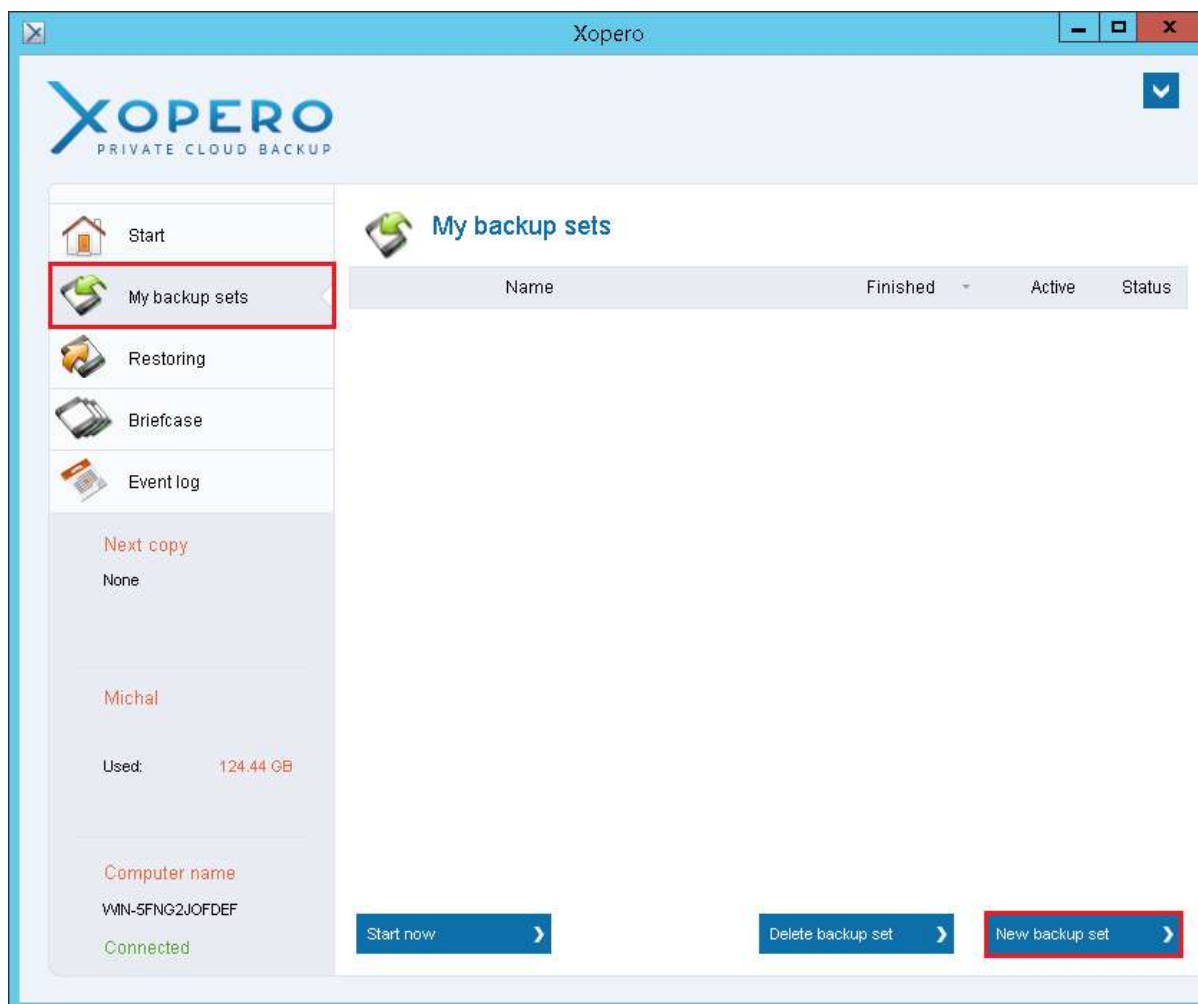 Xopero
XOPERO
PRIVATE CLOUD BACKUP
Start
My backup sets
Restoring
Briefcase
Event log
Next copy
None
Michal
Used: 124.44 GB
Computer name
WIN-5FNG2JOFDEF
Connected
My backup sets
Name Finished Active Status
Start now
Delete backup set
New backup set